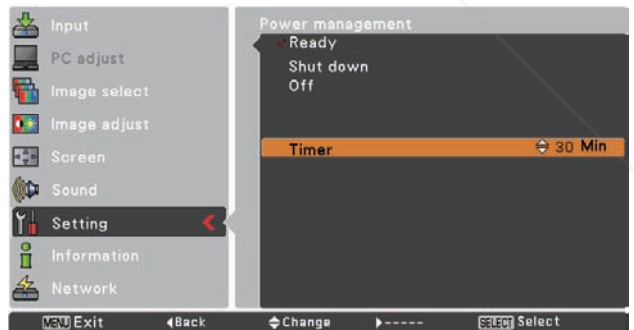 Input
PC adjust
Image select
Image adjust
Screen
Sound
Setting
Information
Network
Power management
Ready
Shut down
Off
Timer 30 Min
MENU Exit Back Change ----- SELECT Select